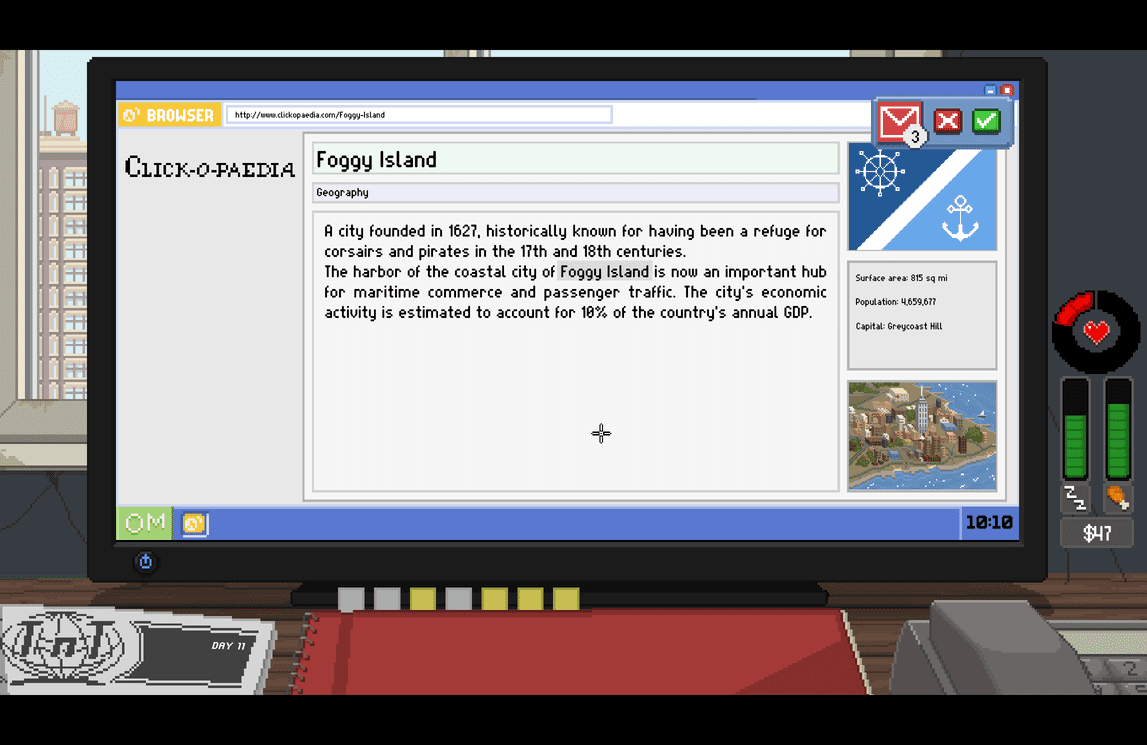 BROWSER
http://www.clickopaedia.com/Foggy-Island
3
CLICK-O-PAEDIA
Foggy Island
Geography
A city founded in 1627, historically known for having been a refuge for
corsairs and pirates in the 17th and 18th centuries.
The harbor of the coastal city of Foggy Island is now an important hub
for maritime commerce and passenger traffic. The city's economic
activity is estimated to account for 10% of the country's annual GDP.
Surface area: 815 sq mi
Population: 4,659,677
Capital: Greycoast Hill
OM
10:10
$47
InT
DAY 11
2